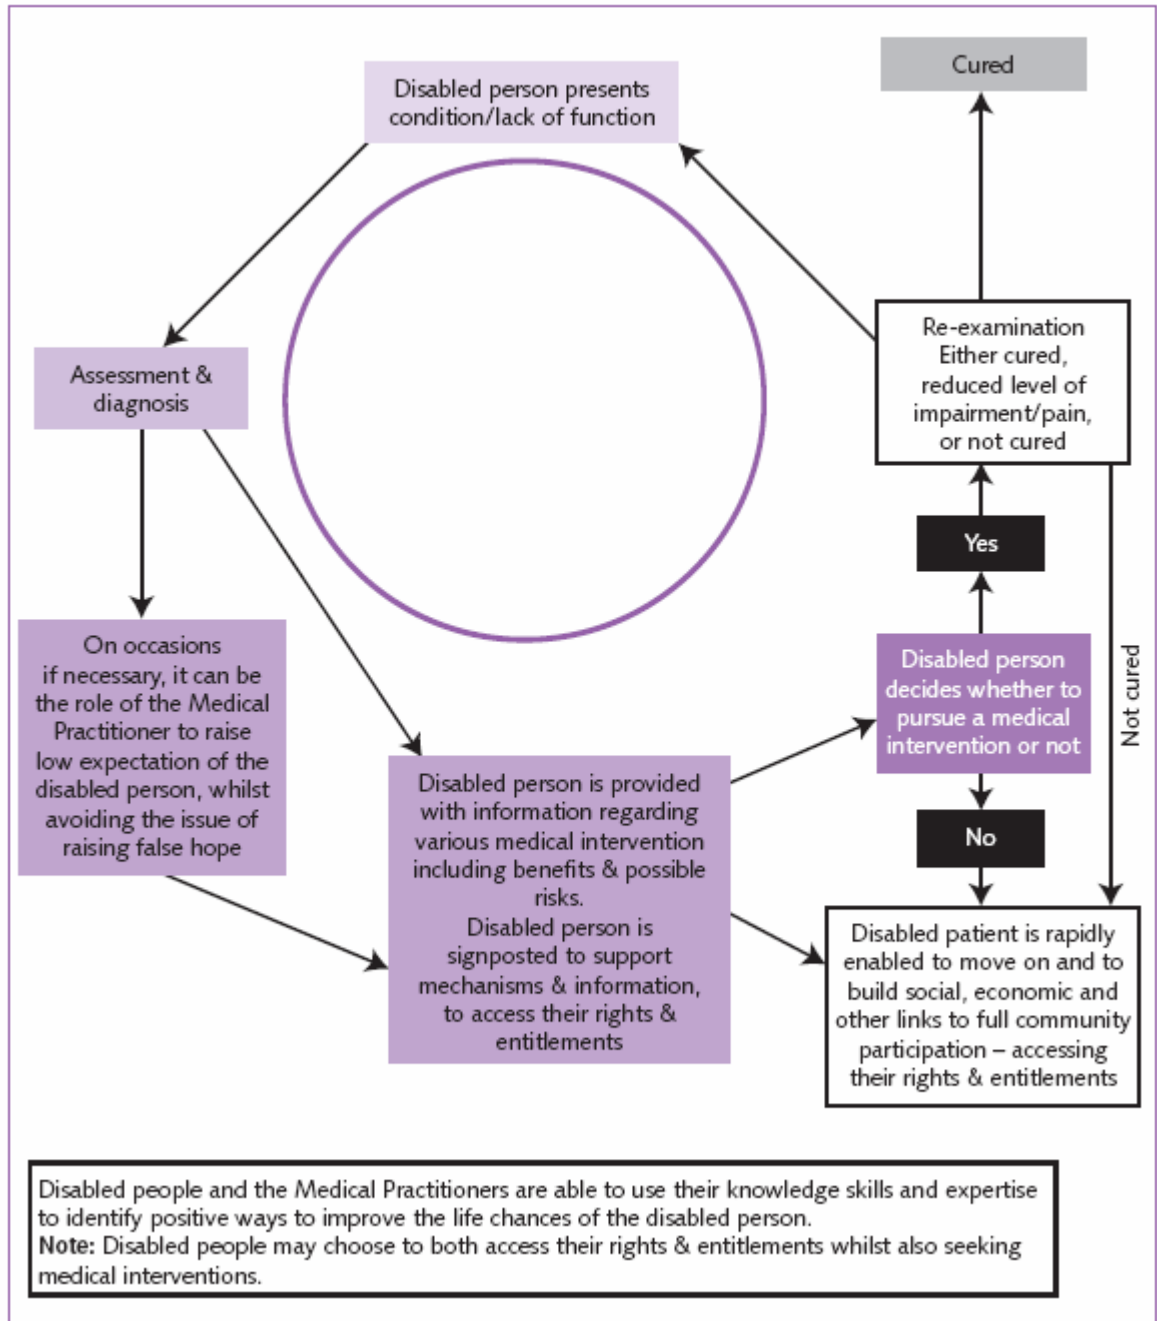 Cured
Disabled person presents
condition/lack of function
Re-examination
Either cured,
reduced level of
impairment/pain,
or not cured
Assessment &
diagnosis
Yes
On occasions
if necessary, it can be
the role of the Medical
Practitioner to raise
low expectation of the
disabled person, whilst
avoiding the issue of
raising false hope
Disabled person
decides whether to
pursue a medical
intervention or not
Not cured
Disabled person is provided
with information regarding
various medical intervention
including benefits & possible
risks.
Disabled person is
signposted to support
mechanisms & information,
to access their rights &
entitlements
No
Disabled patient is rapidly
enabled to move on and to
build social, economic and
other links to full community
participation – accessing
their rights & entitlements
Disabled people and the Medical Practitioners are able to use their knowledge skills and expertise
to identify positive ways to improve the life chances of the disabled person.
Note: Disabled people may choose to both access their rights & entitlements whilst also seeking
medical interventions.